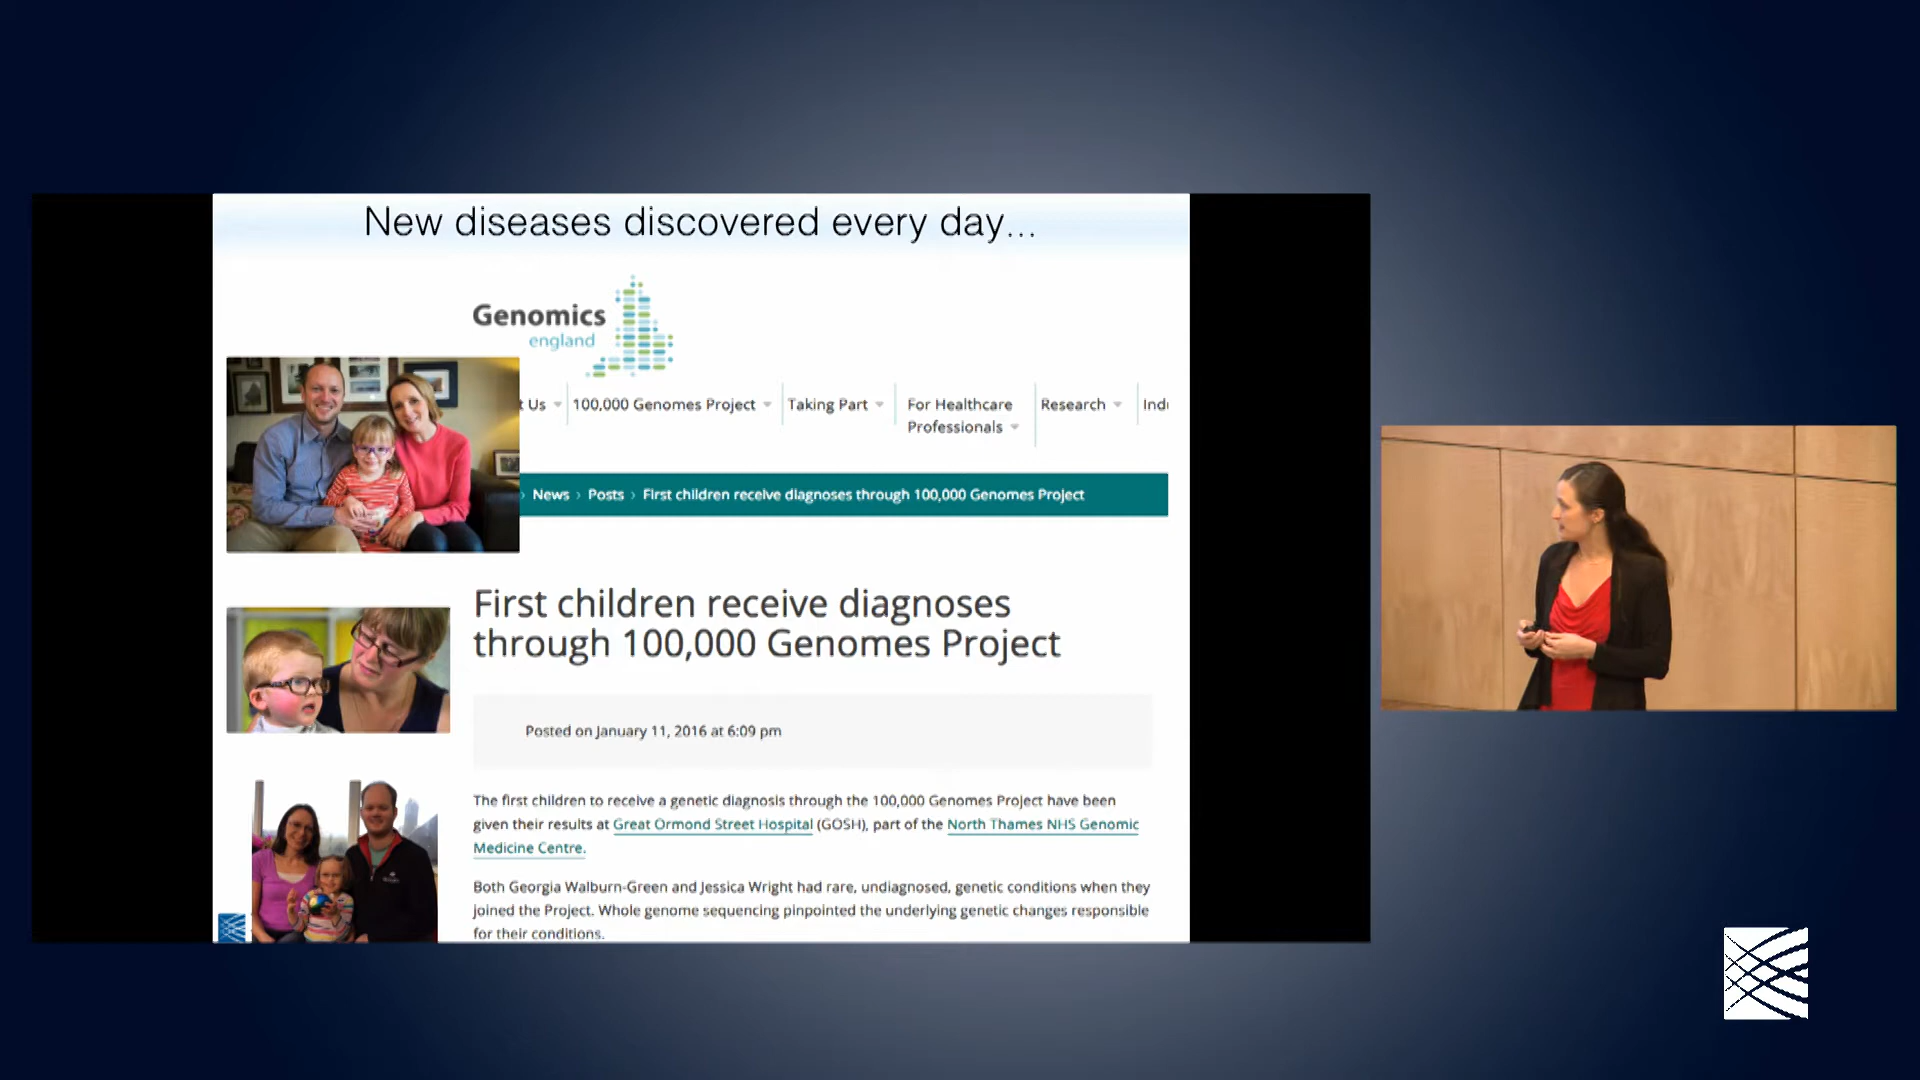 New diseases discovered every day...
Genomics
england
t Us
100,000 Genomes Project
Taking Part
For Healthcare
Professionals
Research
Indu
› News › Posts › First children receive diagnoses through 100,000 Genomes Project
First children receive diagnoses
through 100,000 Genomes Project
Posted on January 11, 2016 at 6:09 pm
The first children to receive a genetic diagnosis through the 100,000 Genomes Project have been
given their results at Great Ormond Street Hospital (GOSH), part of the North Thames NHS Genomic
Medicine Centre.
Both Georgia Walburn-Green and Jessica Wright had rare, undiagnosed, genetic conditions when they
joined the Project. Whole genome sequencing pinpointed the underlying genetic changes responsible
for their conditions.